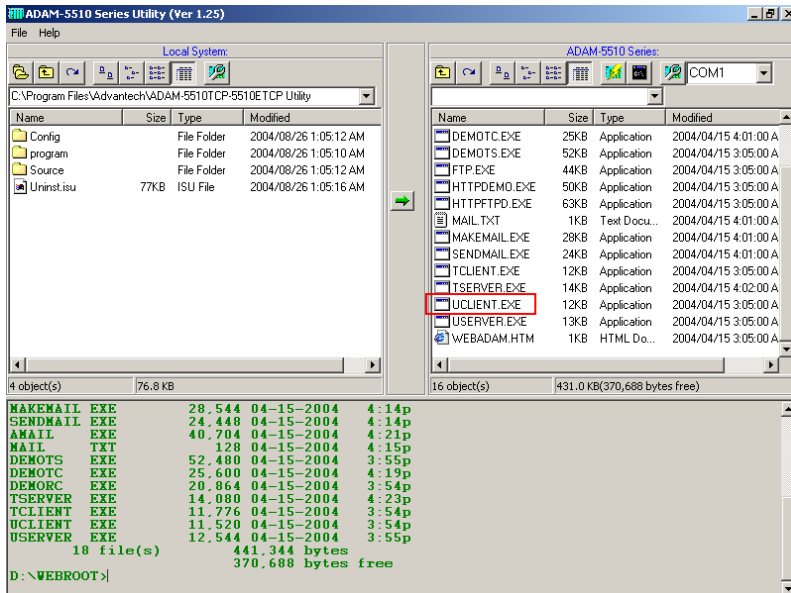 ADAM-5510 Series Utility (Ver 1.25)
File Help
Local System:
C:\Program Files\Advantech\ADAM-5510TCP-5510ETCP Utility
Name Size Type Modified
Config File Folder 2004/08/26 1:05:12 AM
program File Folder 2004/08/26 1:05:10 AM
Source File Folder 2004/08/26 1:05:12 AM
Uninst.isu 77KB ISU File 2004/08/26 1:05:16 AM
4 object(s) 76.8 KB
ADAM-5510 Series:
COM1
Name Size Type Modified
DEMOTC.EXE 25KB Application 2004/04/15 4:01:00 A
DEMOTS.EXE 52KB Application 2004/04/15 3:05:00 A
FTP.EXE 44KB Application 2004/04/15 3:05:00 A
HTTPDEMO.EXE 50KB Application 2004/04/15 3:05:00 A
HTTPFTPD.EXE 63KB Application 2004/04/15 3:05:00 A
MAIL.TXT 1KB Text Docu... 2004/04/15 4:01:00 A
MAKEMAIL.EXE 28KB Application 2004/04/15 4:01:00 A
SENDMAIL.EXE 24KB Application 2004/04/15 4:01:00 A
TCLIENT.EXE 12KB Application 2004/04/15 3:05:00 A
TSERVER.EXE 14KB Application 2004/04/15 4:02:00 A
UCLIENT.EXE 12KB Application 2004/04/15 3:05:00 A
USERVER.EXE 13KB Application 2004/04/15 3:05:00 A
WEBADAM.HTM 1KB HTML Do... 2004/04/15 3:05:00 A
16 object(s) 431.0 KB(370,688 bytes free)
MAKEMAIL EXE 28,544 04-15-2004 4:14p
SENDMAIL EXE 24,448 04-15-2004 4:14p
AMAIL EXE 40,704 04-15-2004 4:21p
MAIL TXT 128 04-15-2004 4:15p
DEMOTS EXE 52,480 04-15-2004 3:55p
DEMOTC EXE 25,600 04-15-2004 4:19p
DEMORC EXE 20,864 04-15-2004 3:54p
TSERVER EXE 14,080 04-15-2004 4:23p
TCLIENT EXE 11,776 04-15-2004 3:54p
UCLIENT EXE 11,520 04-15-2004 3:54p
USERVER EXE 12,544 04-15-2004 3:55p
18 file(s) 441,344 bytes
370,688 bytes free
D:\WEBROOT>